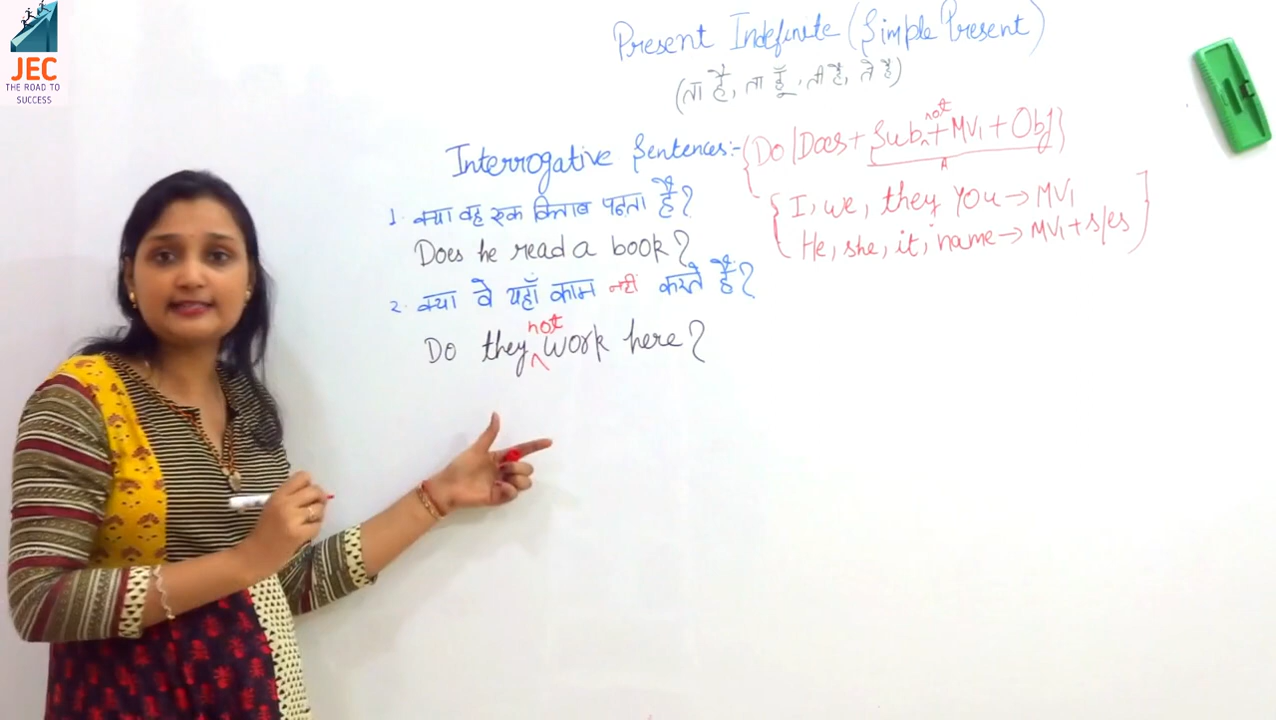 JEC
THE ROAD TO
SUCCESS
Present Indefinite (Simple Present)
(ता है, ता हूँ, ती है, ते हैं)
Interrogative Sentences:- {Do/Does + Sub + not MV1 + Obj}
A
{I, we, they You → MV1
(He, she, it, name → MV1 + s/es}
1. क्या वह एक किताब पढ़ता है?
Does he read a book?
2. क्या वे यहाँ काम नहीं करते हैं?
Do they not work here?